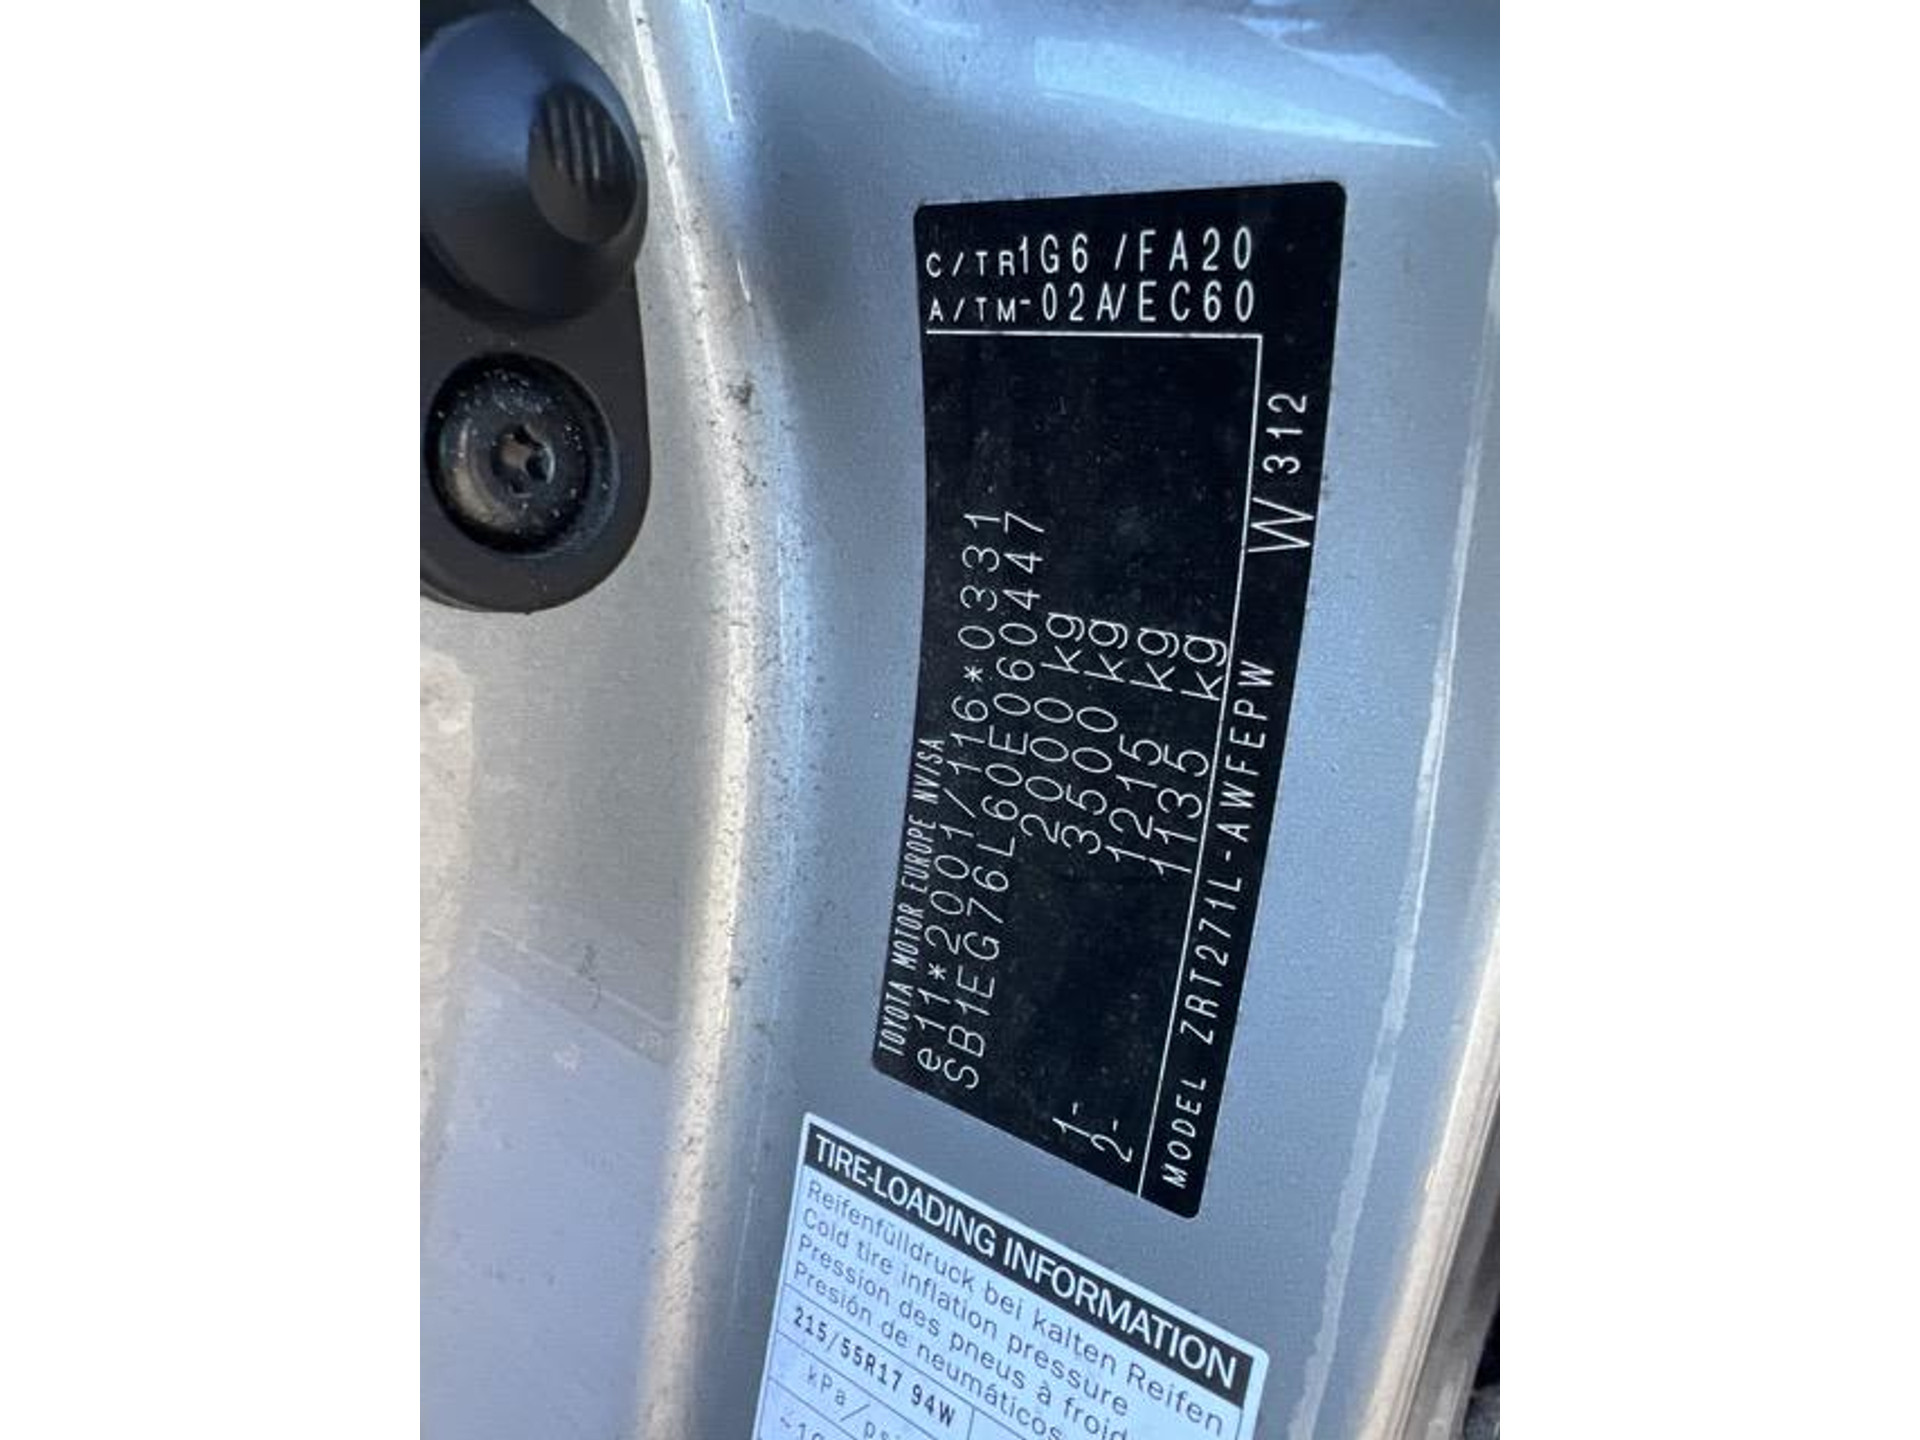 C/TR1G6 /FA20
A/TM-02A/EC60
TOYOTA MOTOR EUROPE NV/SA
e11*2001/116*0331
SB1EG76L60E060447
2000 kg
3500 kg
1- 1215 kg
2- 1135 kg
MODEL ZRT271L-AWFEPW W312
TIRE-LOADING INFORMATION
Reifenfülldruck bei kalten Reifen
Cold tire inflation pressure
Pression des pneus à froid
Presión de neumáticos
215/55R17 94W
kPa/psi